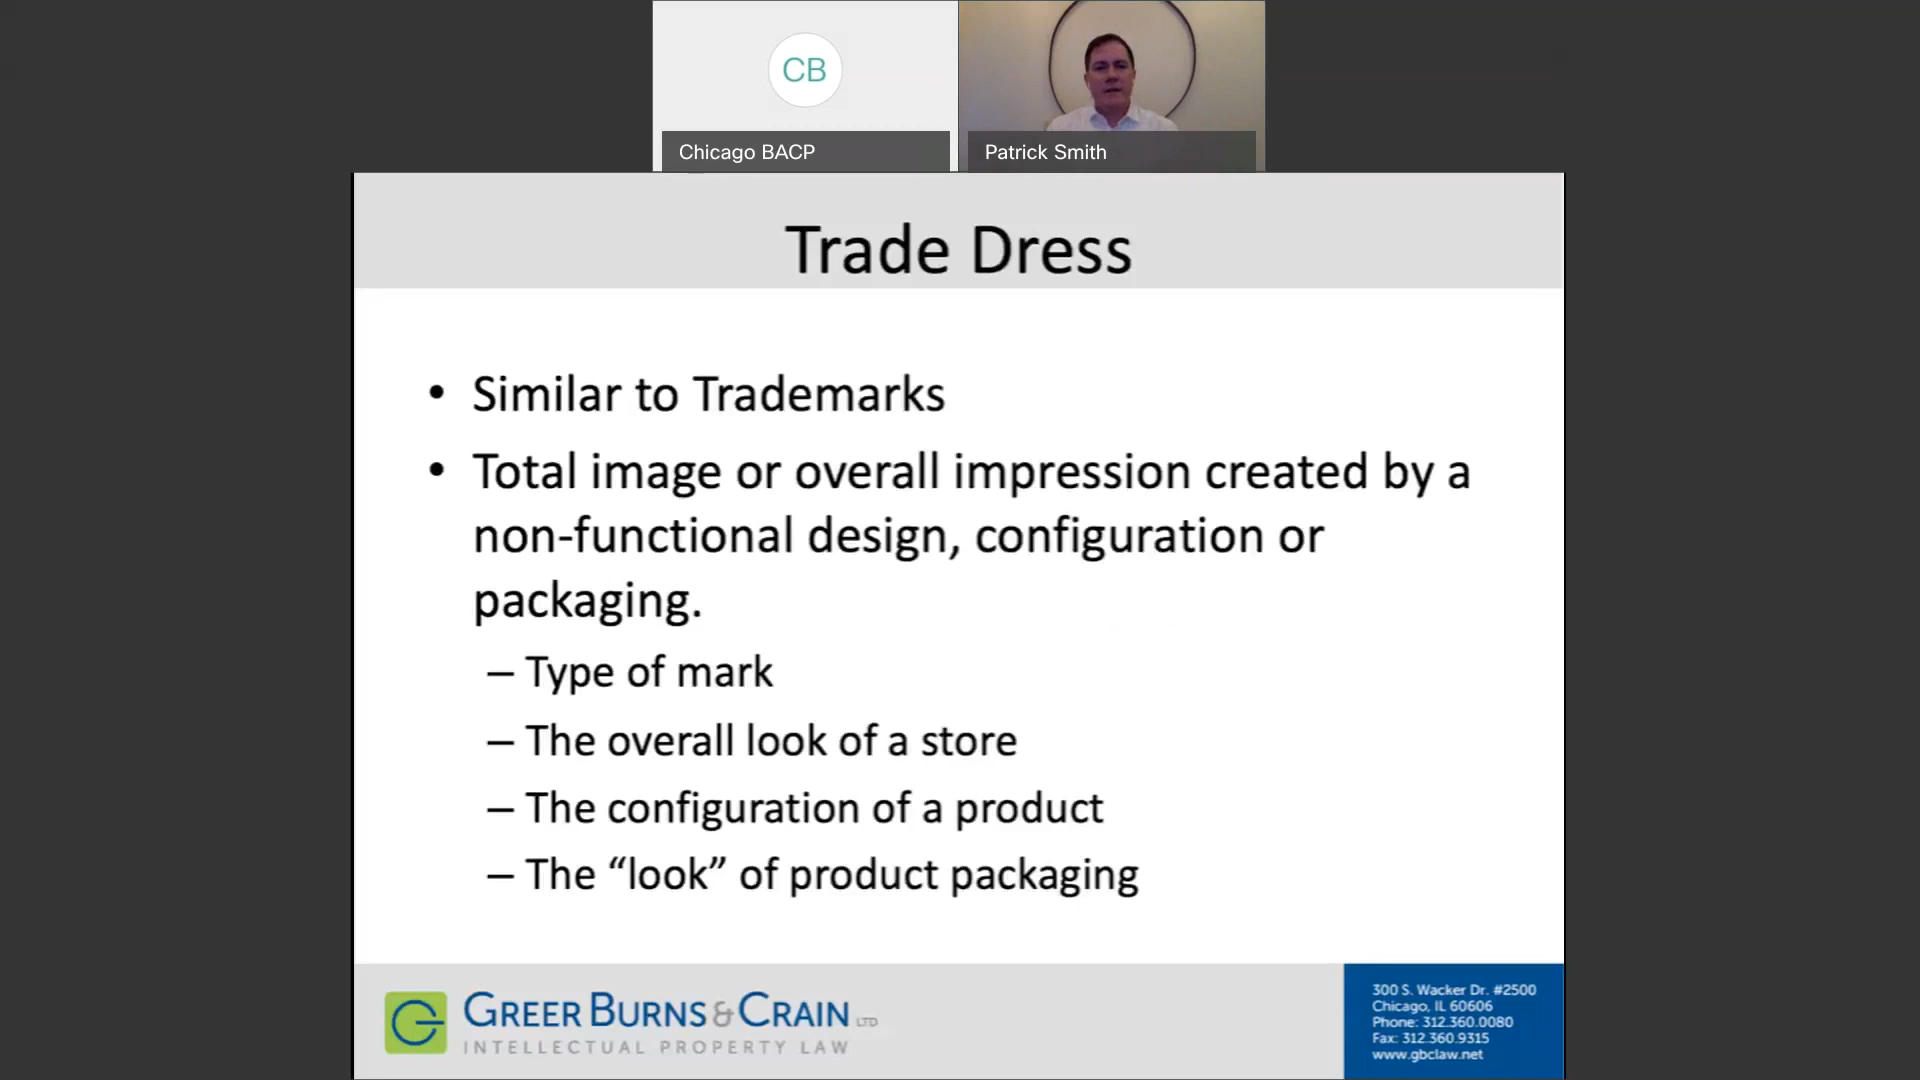 CB
Chicago BACP
Patrick Smith
Trade Dress
• Similar to Trademarks
• Total image or overall impression created by a
non-functional design, configuration or
packaging.
– Type of mark
– The overall look of a store
– The configuration of a product
– The “look” of product packaging
GREER BURNS & CRAIN LTD
INTELLECTUAL PROPERTY LAW
300 S. Wacker Dr. #2500
Chicago, IL 60606
Phone: 312.360.0080
Fax: 312.360.9315
www.gbclaw.net